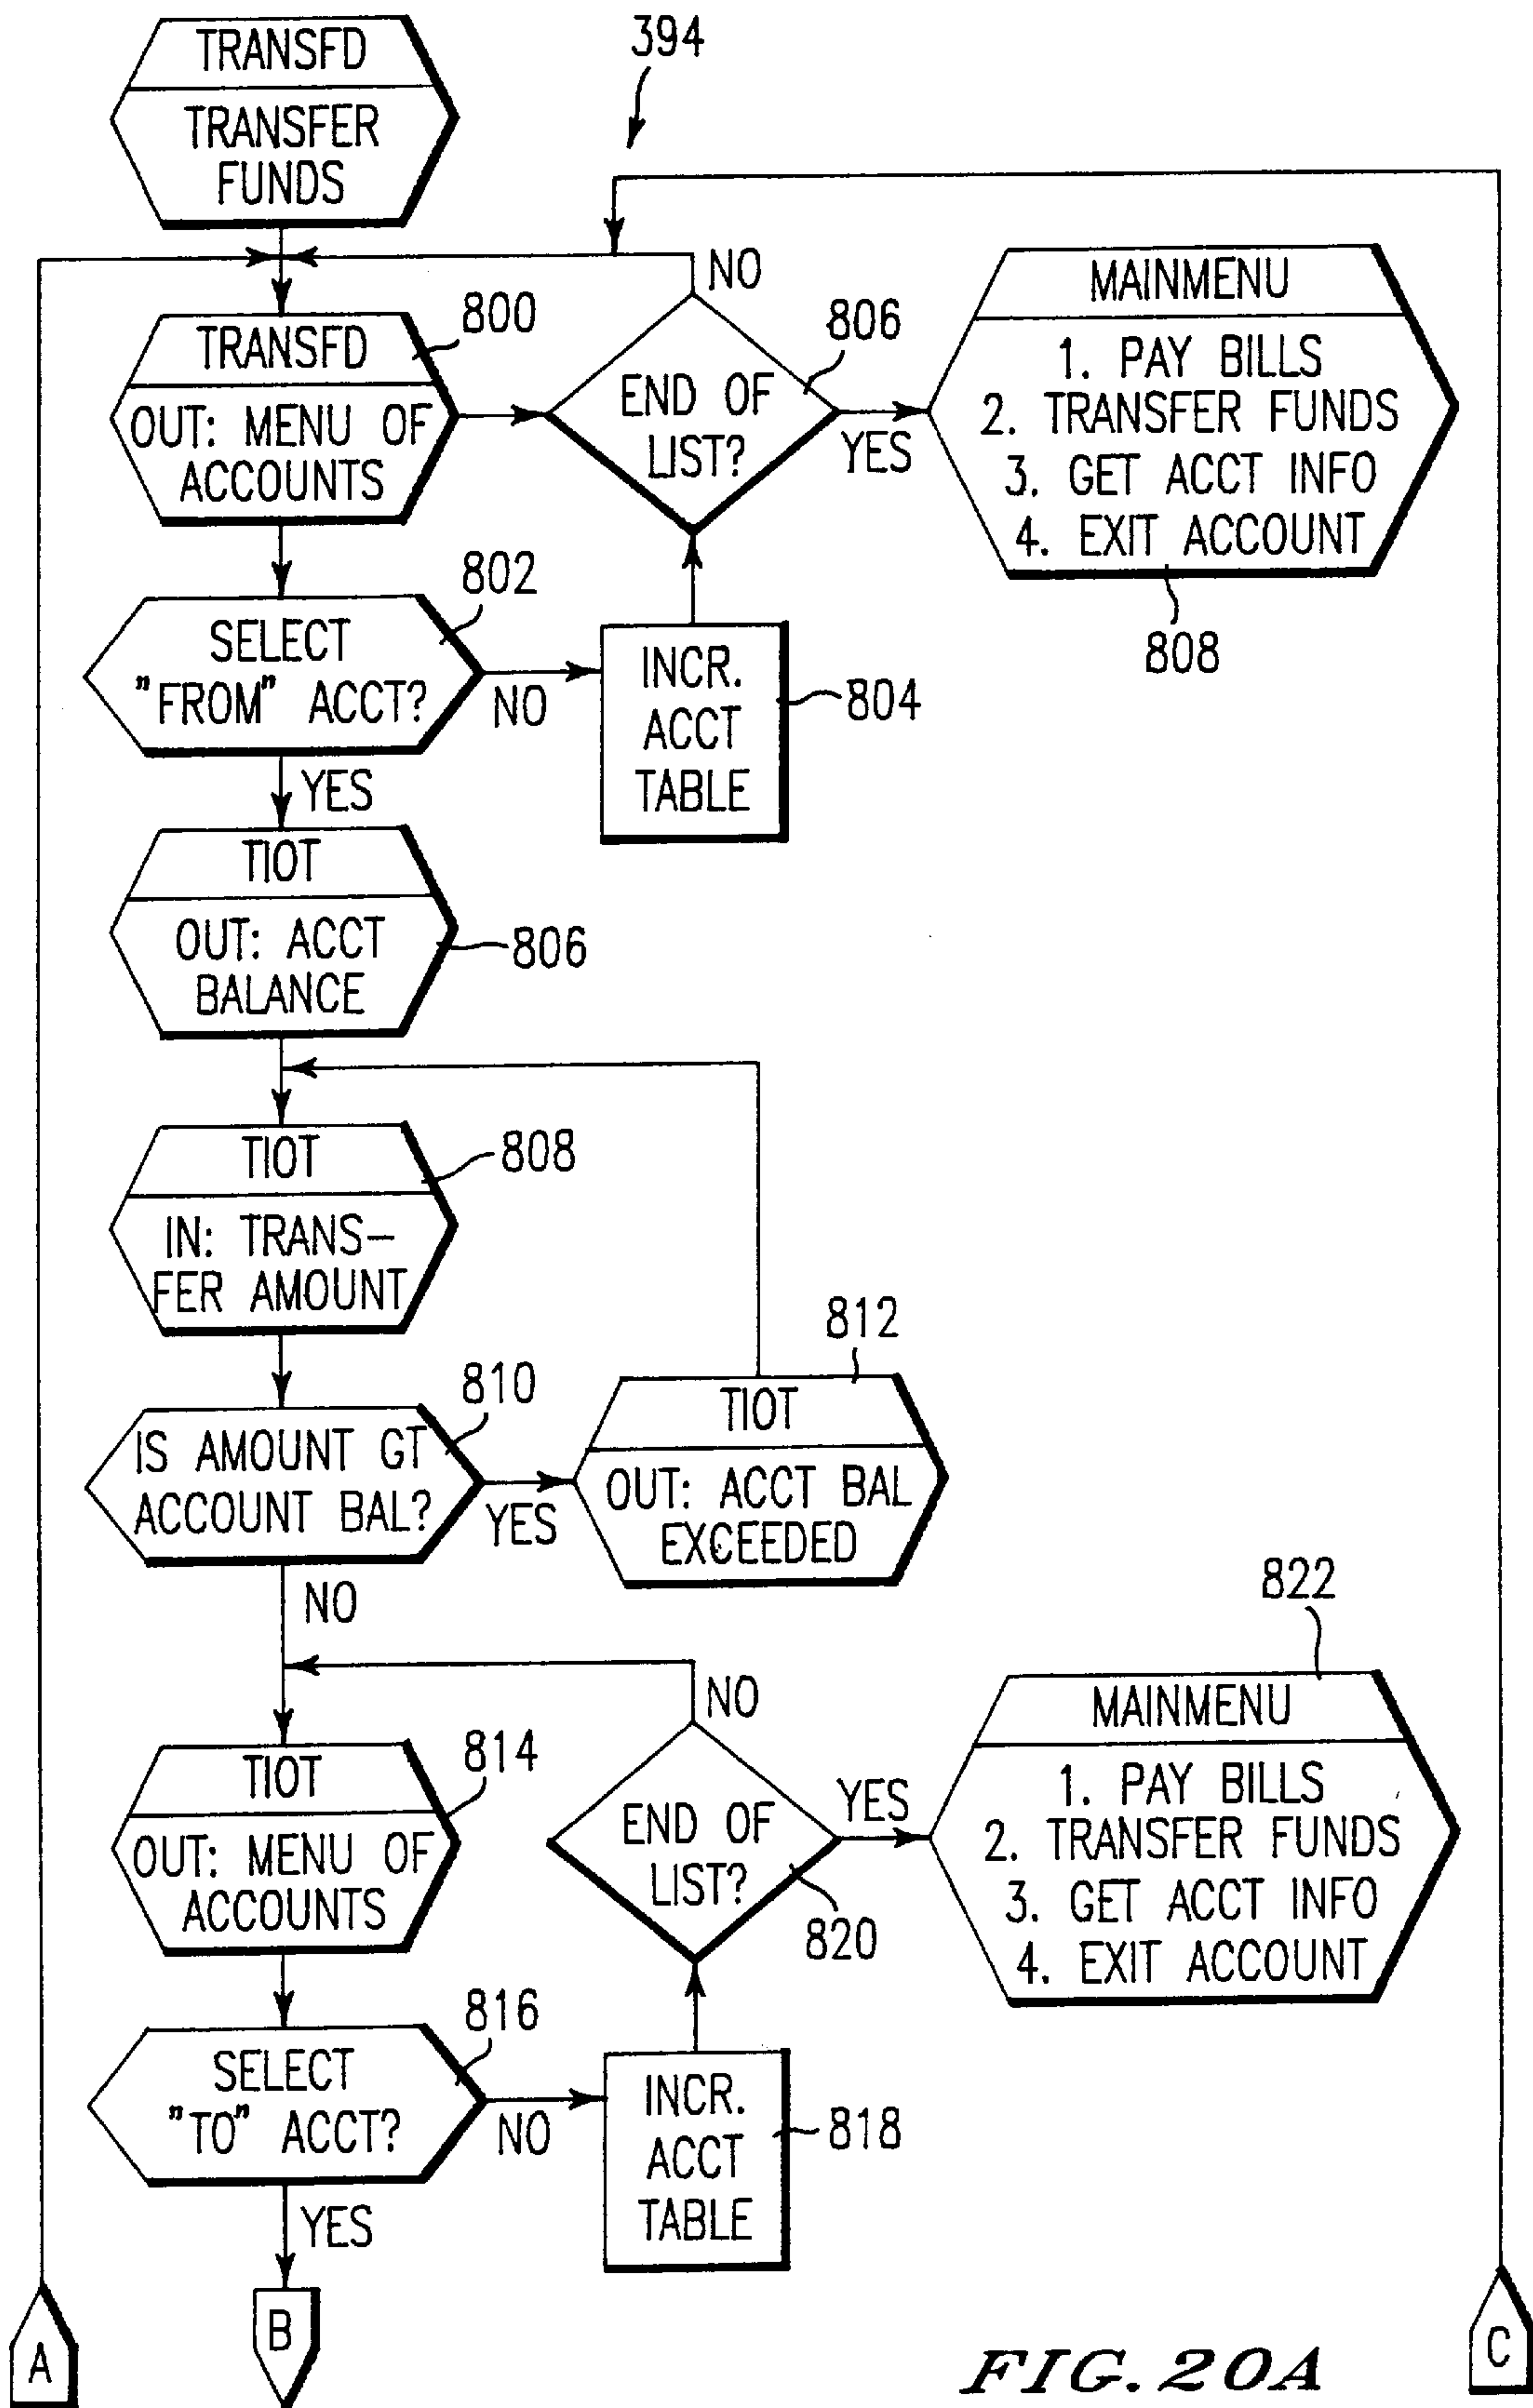 TRANSFD
TRANSFER
FUNDS
394
TRANSFD
OUT: MENU OF
ACCOUNTS
800
NO
END OF
LIST?
806
YES
MAINMENU
1. PAY BILLS
2. TRANSFER FUNDS
3. GET ACCT INFO
4. EXIT ACCOUNT
808
SELECT
"FROM" ACCT?
802
NO
INCR.
ACCT
TABLE
804
YES
TIOT
OUT: ACCT
BALANCE
806
TIOT
IN: TRANS-
FER AMOUNT
808
IS AMOUNT GT
ACCOUNT BAL?
810
YES
TIOT
OUT: ACCT BAL
EXCEEDED
812
NO
TIOT
OUT: MENU OF
ACCOUNTS
814
NO
END OF
LIST?
820
YES
MAINMENU
1. PAY BILLS
2. TRANSFER FUNDS
3. GET ACCT INFO
4. EXIT ACCOUNT
822
SELECT
"TO" ACCT?
816
NO
INCR.
ACCT
TABLE
818
YES
A
B
C
FIG. 20A